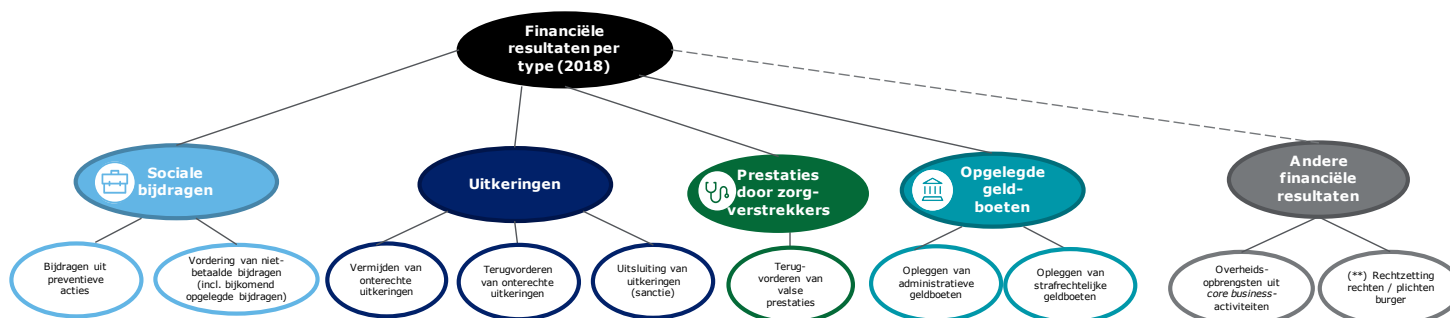 Financiële
resultaten per
type (2018)
Sociale
bijdragen
Uitkeringen
Prestaties
door zorg-
verstrekkers
Opgelegde
geld-
boeten
Andere
financiële
resultaten
Bijdragen uit
preventieve
acties
Vordering van niet-
betaalde bijdragen
(incl. bijkomend
opgelegde bijdragen)
Vermijden van
onterechte
uitkeringen
Terugvorderen
van onterechte
uitkeringen
Uitsluiting van
uitkeringen
(sanctie)
Terug-
vorderen van
valse
prestaties
Opleggen van
administratieve
geldboeten
Opleggen van
strafrechtelijke
geldboeten
Overheids-
opbrengsten uit
core business-
activiteiten
(**) Rechtzetting
rechten / plichten
burger